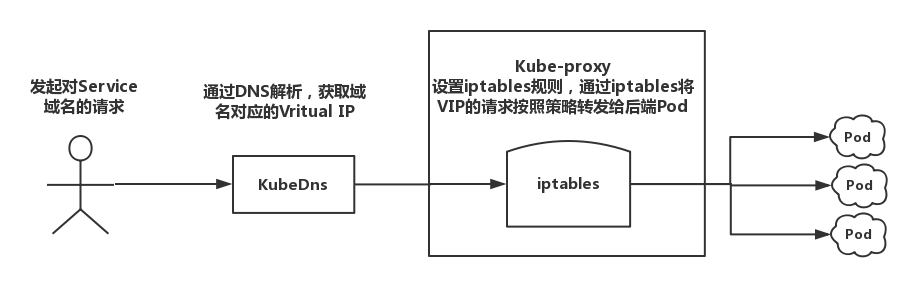 发起对Service
域名的请求
通过DNS解析，获取域
名对应的Vritual IP
KubeDns
Kube-proxy
设置iptables规则，通过iptables将
VIP的请求按照策略转发给后端Pod
iptables
Pod
Pod
Pod